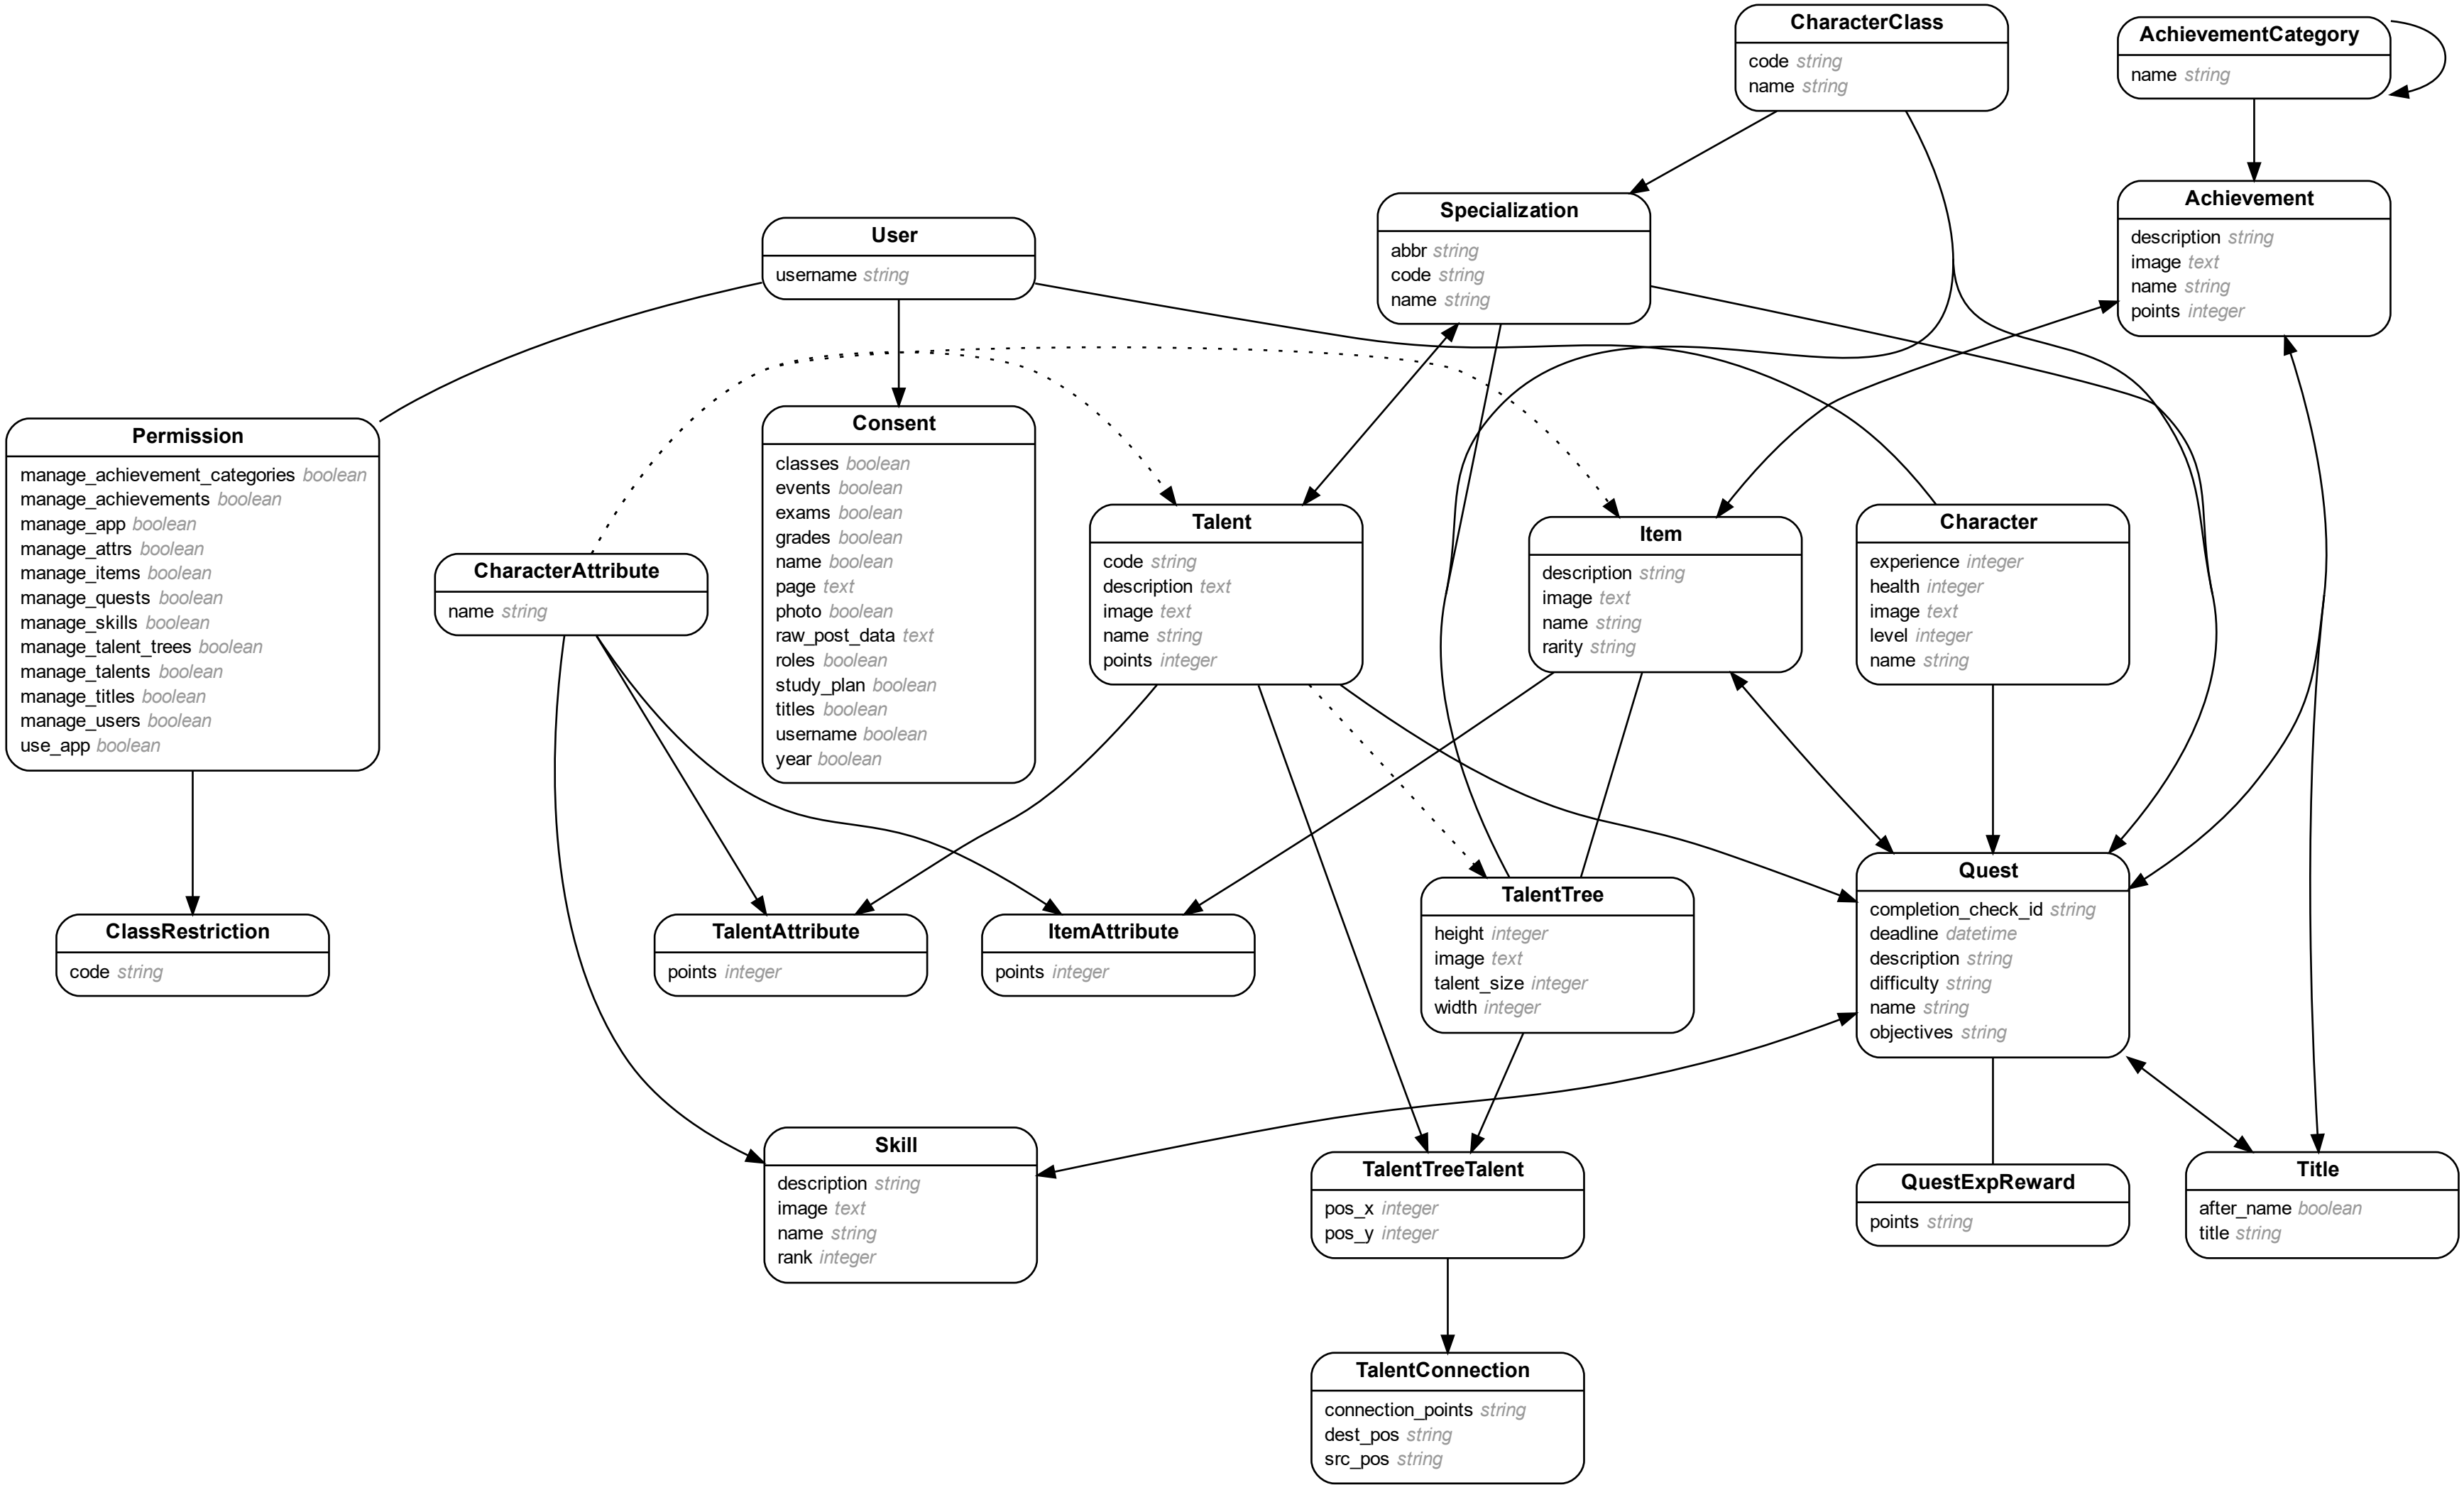 CharacterClass
code string
name string
AchievementCategory
name string
Achievement
description string
image text
name string
points integer
Specialization
abbr string
code string
name string
User
username string
Permission
manage_achievement_categories boolean
manage_achievements boolean
manage_app boolean
manage_attrs boolean
manage_items boolean
manage_quests boolean
manage_skills boolean
manage_talent_trees boolean
manage_talents boolean
manage_titles boolean
manage_users boolean
use_app boolean
Consent
classes boolean
events boolean
exams boolean
grades boolean
name boolean
page text
photo boolean
raw_post_data text
roles boolean
study_plan boolean
titles boolean
username boolean
year boolean
CharacterAttribute
name string
Talent
code string
description text
image text
name string
points integer
Item
description string
image text
name string
rarity string
Character
experience integer
health integer
image text
level integer
name string
ClassRestriction
code string
TalentAttribute
points integer
ItemAttribute
points integer
TalentTree
height integer
image text
talent_size integer
width integer
Quest
completion_check_id string
deadline datetime
description string
difficulty string
name string
objectives string
Skill
description string
image text
name string
rank integer
TalentTreeTalent
pos_x integer
pos_y integer
QuestExpReward
points string
Title
after_name boolean
title string
TalentConnection
connection_points string
dest_pos string
src_pos string